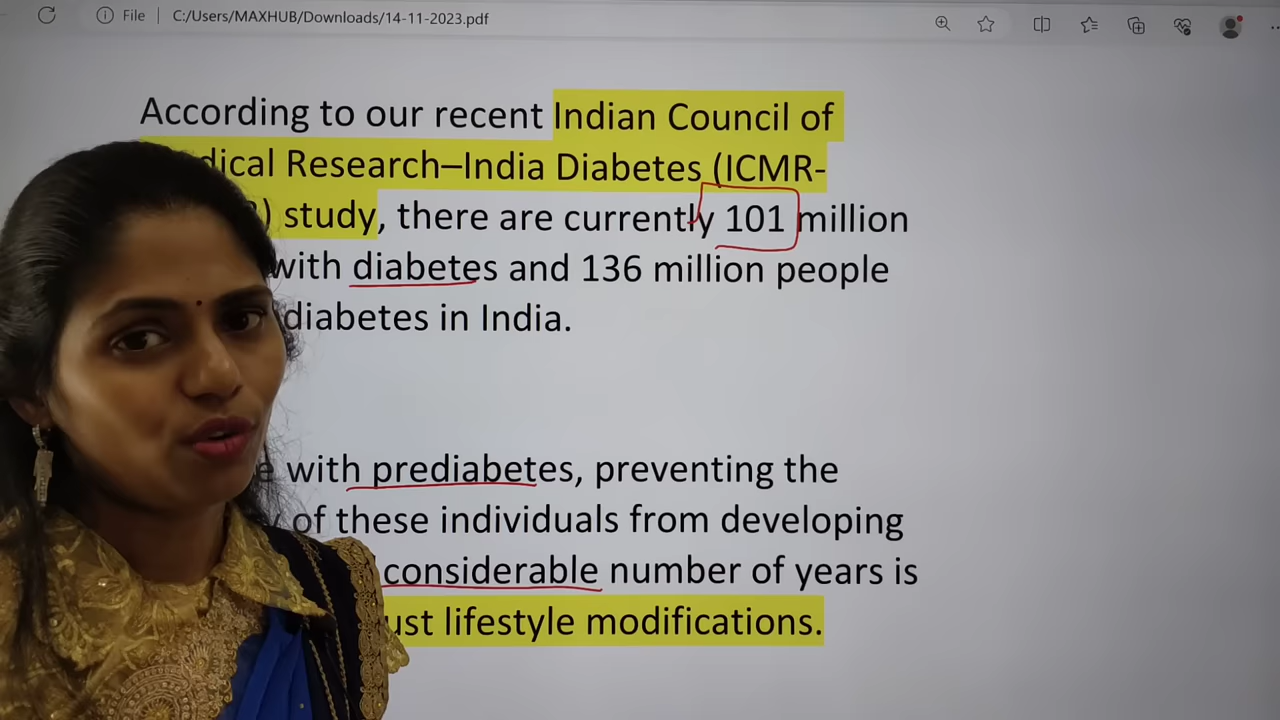 File C:/Users/MAXHUB/Downloads/14-11-2023.pdf
According to our recent Indian Council of
Research–India Diabetes (ICMR-
study, there are currently 101 million
with diabetes and 136 million people
diabetes in India.
with prediabetes, preventing the
of these individuals from developing
considerable number of years is
lifestyle modifications.